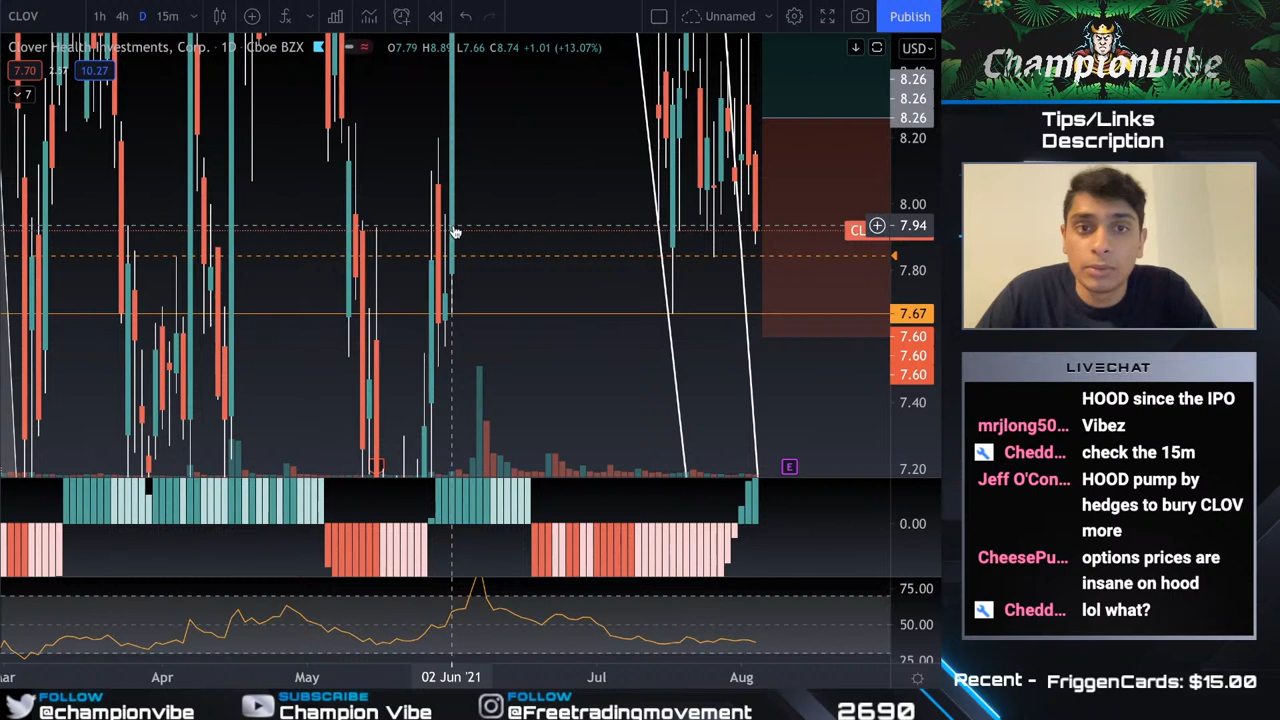 CLOV
1h 4h D 15m
Unnamed
Publish
Clover Health Investments, Corp. · 1D · Cboe BZX
O7.79 H8.89 L7.66 C8.74 +1.01 (+13.07%)
USD
7.70 2.57 10.27
7
8.26
8.26
8.26
8.20
8.00
CL
7.94
7.80
7.67
7.60
7.60
7.60
7.40
7.20
E
0.00
75.00
50.00
25.00
Apr
May
02 Jun '21
Jul
Aug
ChampionVibe
Tips/Links
Description
LIVECHAT
HOOD since the IPO
mrjlong50... Vibez
Chedd... check the 15m
Jeff O'Con... HOOD pump by
hedges to bury CLOV
more
CheesePu... options prices are
insane on hood
Chedd... lol what?
Recent - FriggenCards: $15.00
FOLLOW
@championvibe
SUBSCRIBE
Champion Vibe
FOLLOW
@Freetradingmovement
2690